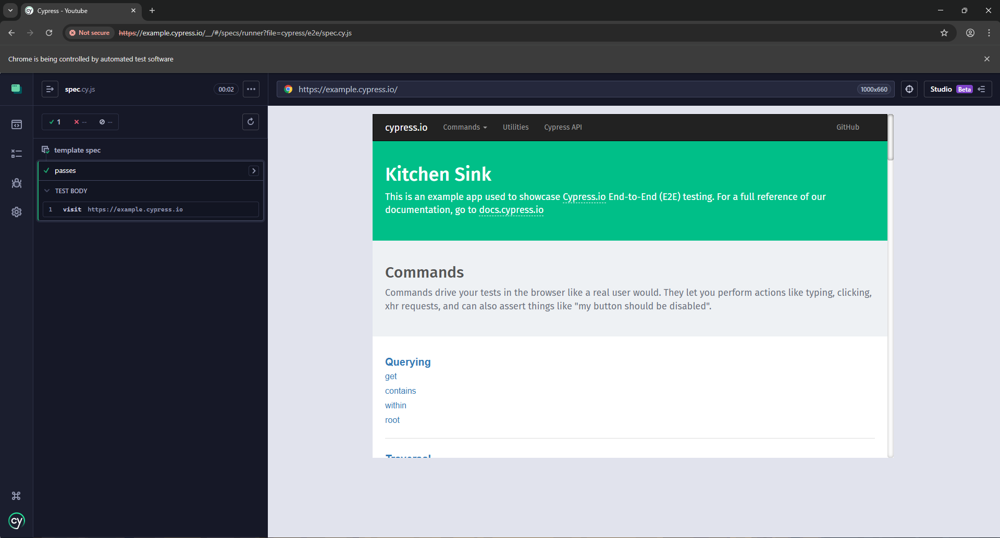 Cypress - Youtube
Not secure
https://example.cypress.io/__/#/specs/runner?file=cypress/e2e/spec.cy.js
Chrome is being controlled by automated test software
spec.cy.js
00:02
https://example.cypress.io/
1000x660
Studio Beta
1 -- --
template spec
passes
TEST BODY
1 visit https://example.cypress.io
cy
cypress.io
Commands
Utilities
Cypress API
GitHub
Kitchen Sink
This is an example app used to showcase Cypress.io End-to-End (E2E) testing. For a full reference of our
documentation, go to docs.cypress.io
Commands
Commands drive your tests in the browser like a real user would. They let you perform actions like typing, clicking,
xhr requests, and can also assert things like "my button should be disabled".
Querying
get
contains
within
root
Traversal